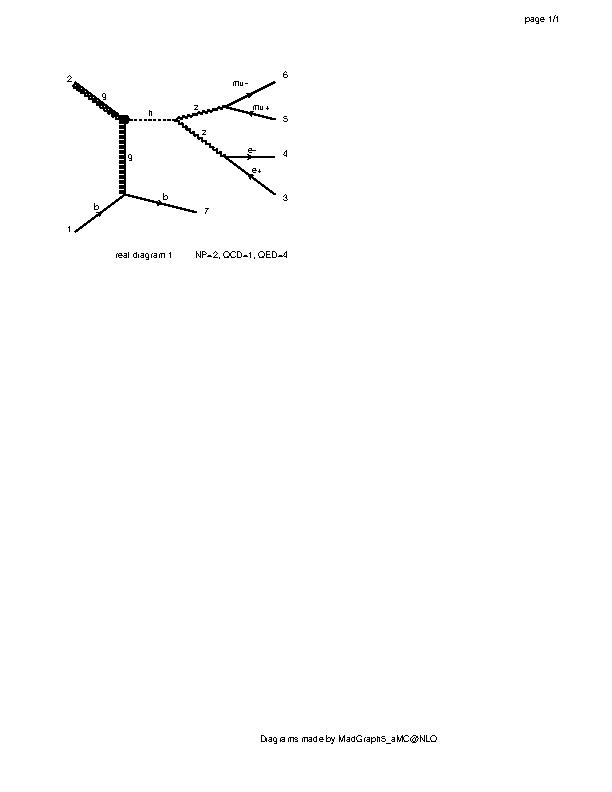 page 1/1
6
mu-
2
g
z
h
mu+
5
z
g
e-
4
e+
3
b
b
7
1
real diagram 1 NP=2, QCD=1, QED=4
Diagrams made by MadGraph5_aMC@NLO